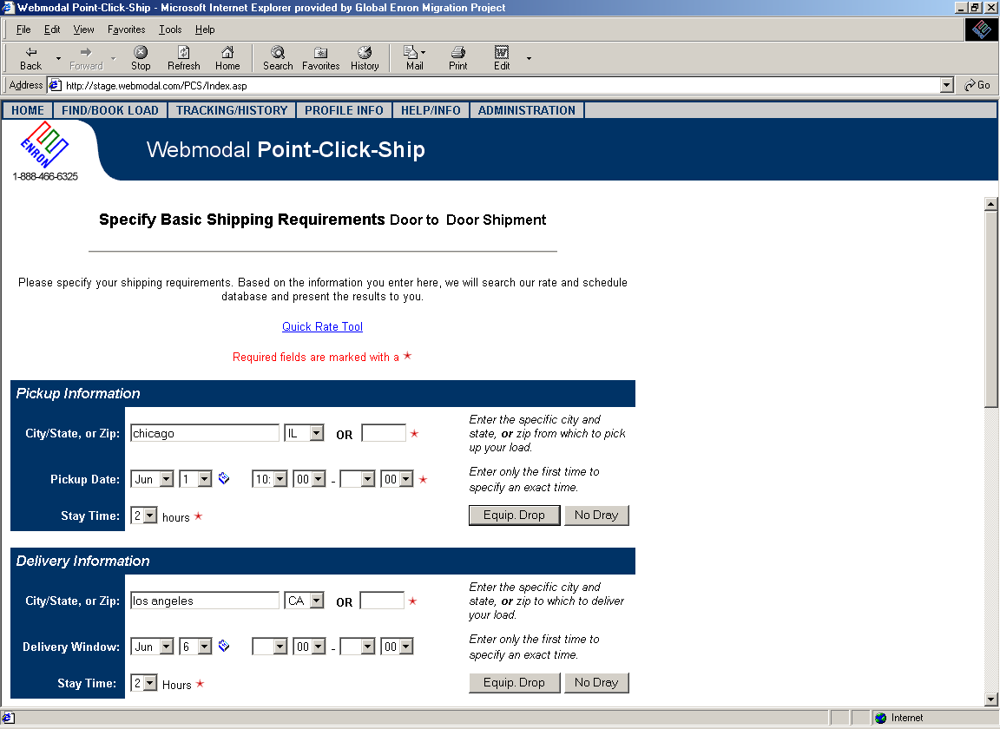 Webmodal Point-Click-Ship - Microsoft Internet Explorer provided by Global Enron Migration Project
File Edit View Favorites Tools Help
Back Forward Stop Refresh Home Search Favorites History Mail Print Edit
Address http://stage.webmodal.com/PCS/Index.asp Go
HOME FIND/BOOK LOAD TRACKING/HISTORY PROFILE INFO HELP/INFO ADMINISTRATION
ENRON
1-888-466-6325
Webmodal Point-Click-Ship
Specify Basic Shipping Requirements Door to Door Shipment
Please specify your shipping requirements. Based on the information you enter here, we will search our rate and schedule
database and present the results to you.
Quick Rate Tool
Required fields are marked with a ★
Pickup Information
City/State, or Zip: chicago IL OR ★
Enter the specific city and
state, or zip from which to pick
up your load.
Pickup Date: Jun 1 10: 00 - 00 ★
Enter only the first time to
specify an exact time.
Stay Time: 2 hours ★ Equip. Drop No Dray
Delivery Information
City/State, or Zip: los angeles CA OR ★
Enter the specific city and
state, or zip to which to deliver
your load.
Delivery Window: Jun 6 00 - 00
Enter only the first time to
specify an exact time.
Stay Time: 2 Hours ★ Equip. Drop No Dray
Internet